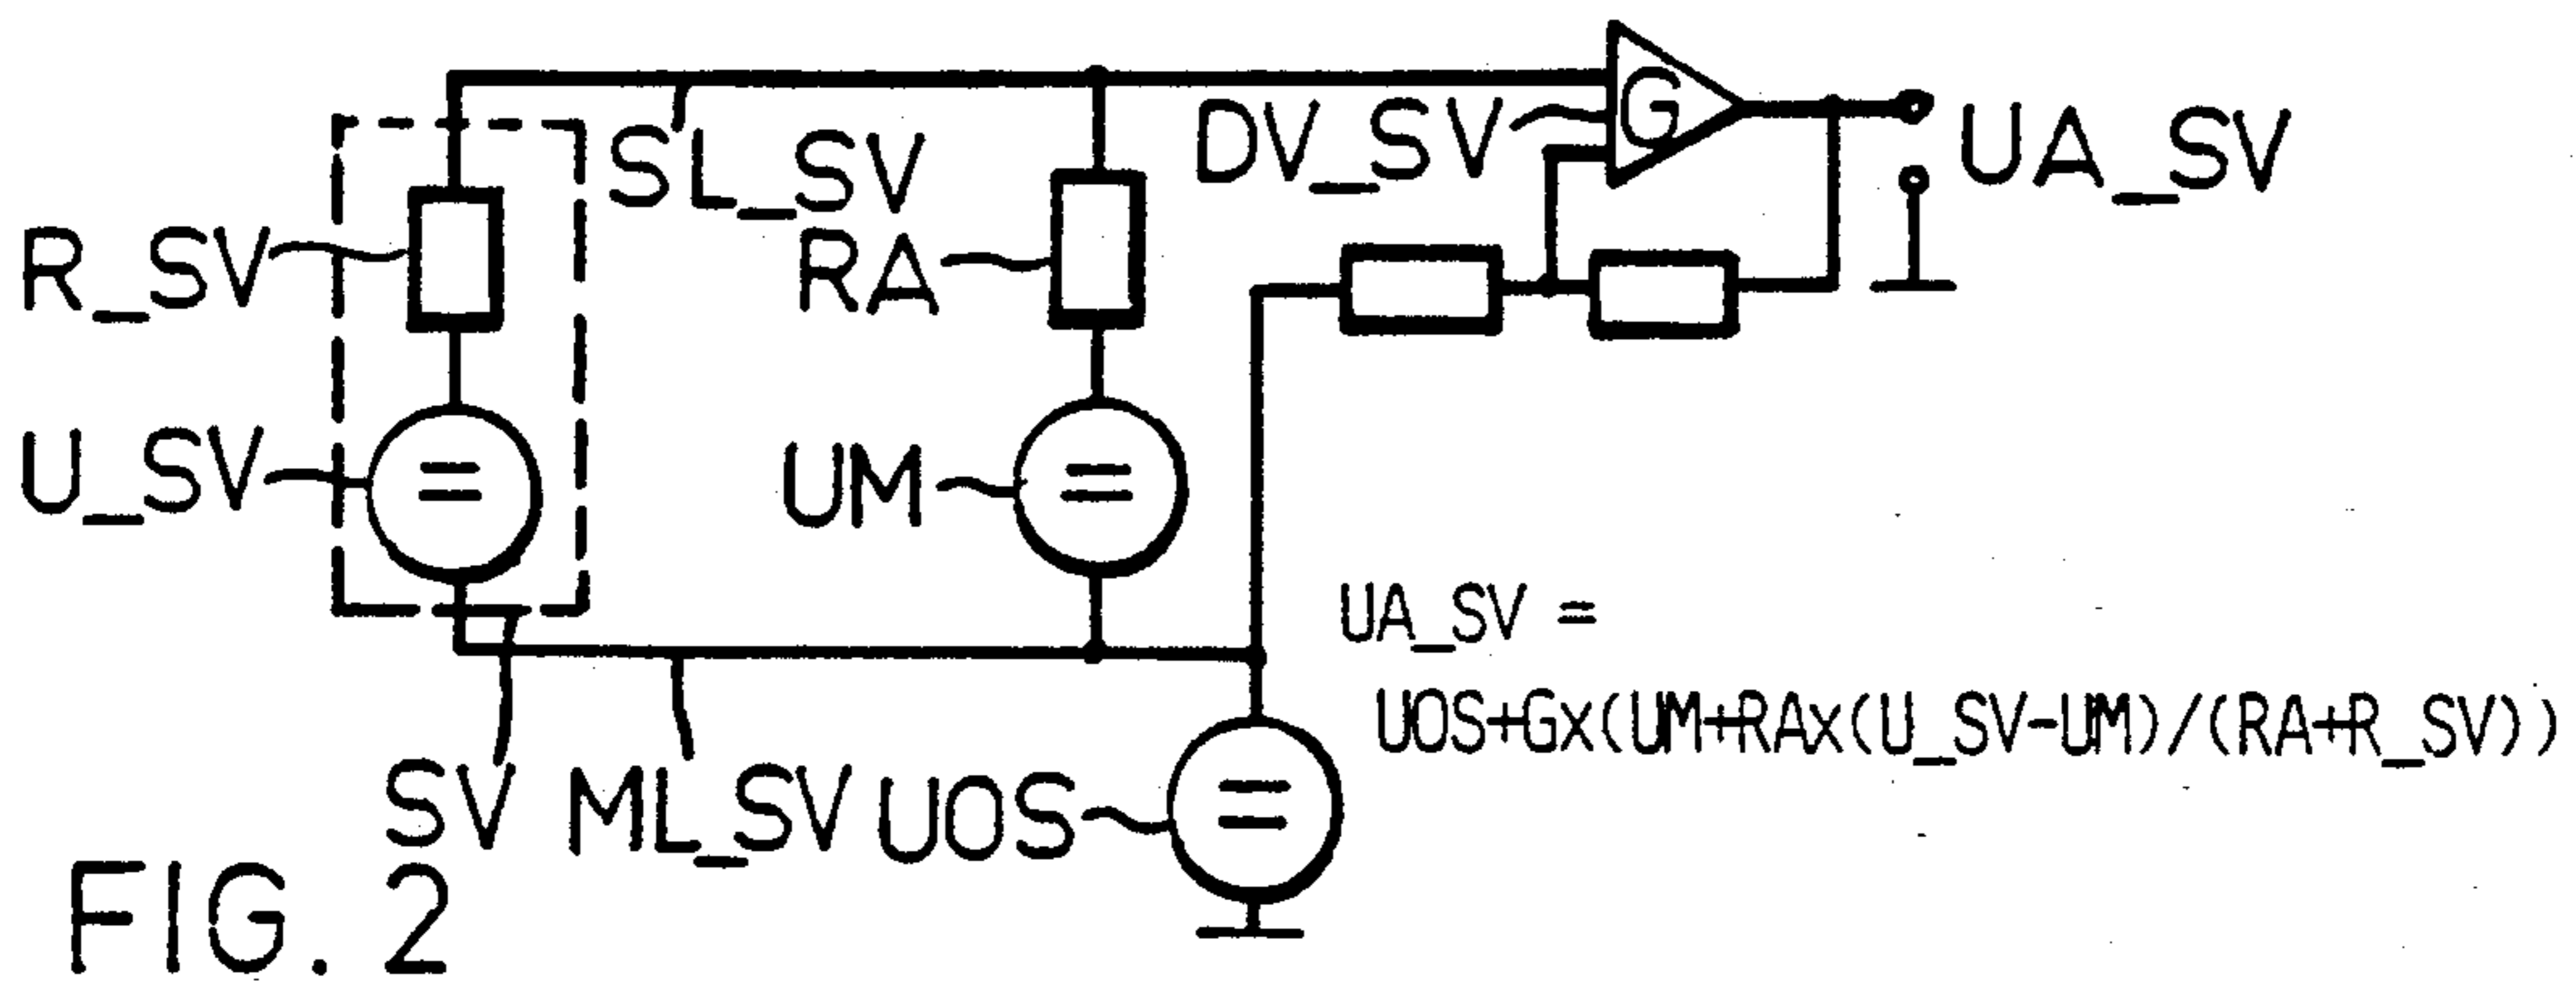 G
DV_SV
UA_SV
SL_SV
R_SV
RA
U_SV
UM
UA_SV =
UOS+Gx(UM+RAx(U_SV-UM)/(RA+R_SV))
SV
ML_SV
UOS
FIG. 2